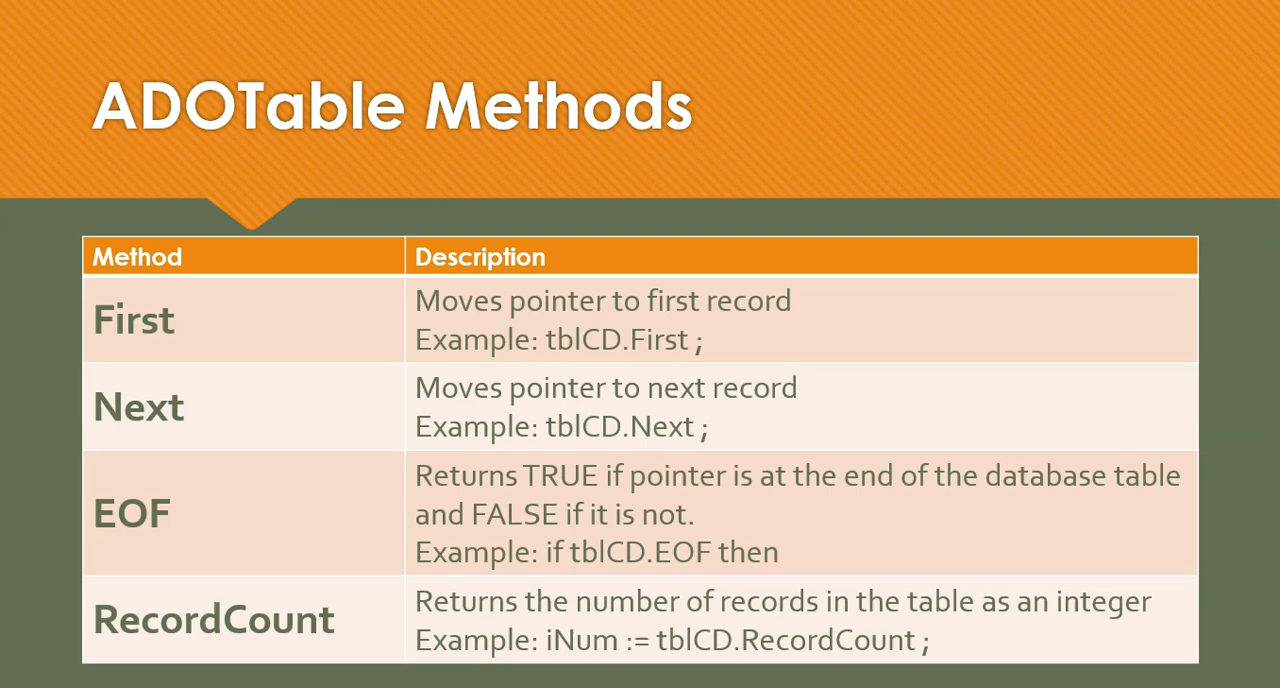 ADOTable Methods
Method
Description
First
Moves pointer to first record
Example: tblCD.First ;
Next
Moves pointer to next record
Example: tblCD.Next ;
EOF
Returns TRUE if pointer is at the end of the database table
and FALSE if it is not.
Example: if tblCD.EOF then
RecordCount
Returns the number of records in the table as an integer
Example: iNum := tblCD.RecordCount ;